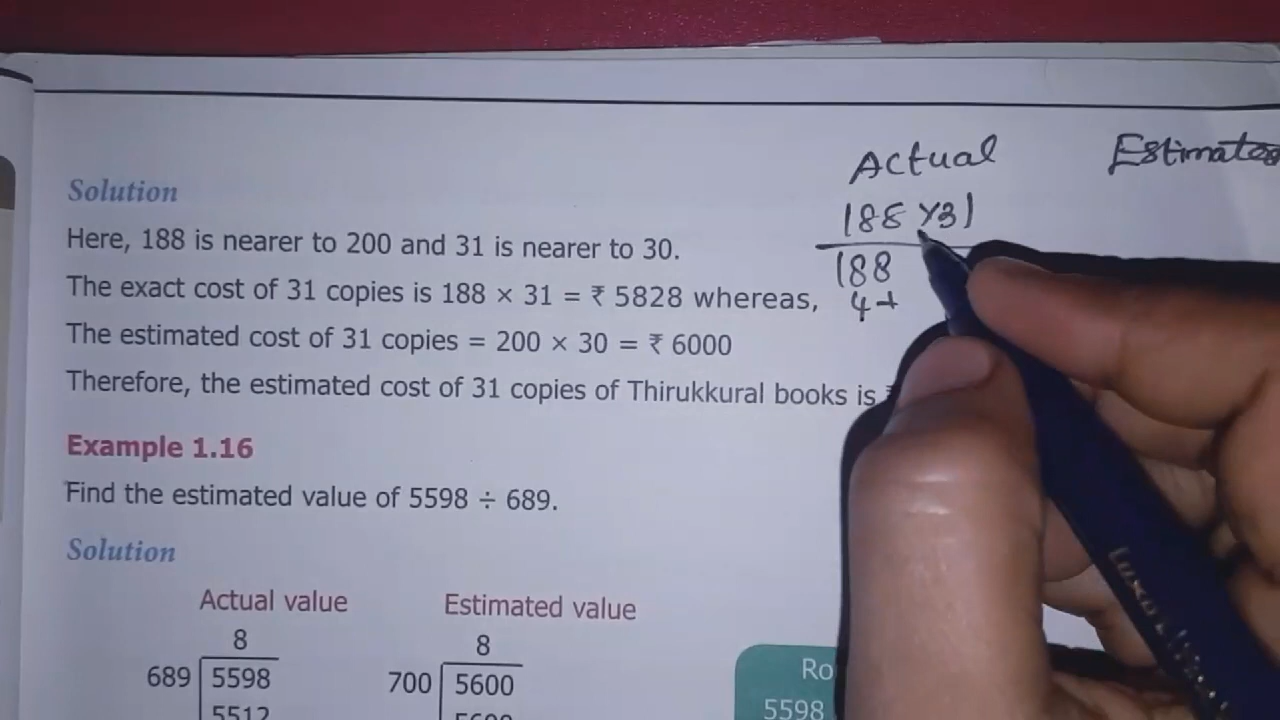 Actual
Estimate
188 × 31
188
4+
Solution
Here, 188 is nearer to 200 and 31 is nearer to 30.
The exact cost of 31 copies is 188 × 31 = ₹ 5828 whereas,
The estimated cost of 31 copies = 200 × 30 = ₹ 6000
Therefore, the estimated cost of 31 copies of Thirukkural books is ₹
Example 1.16
Find the estimated value of 5598 ÷ 689.
Solution
Actual value
8
689 5598
5512
Estimated value
8
700 5600
5600
Ro
5598